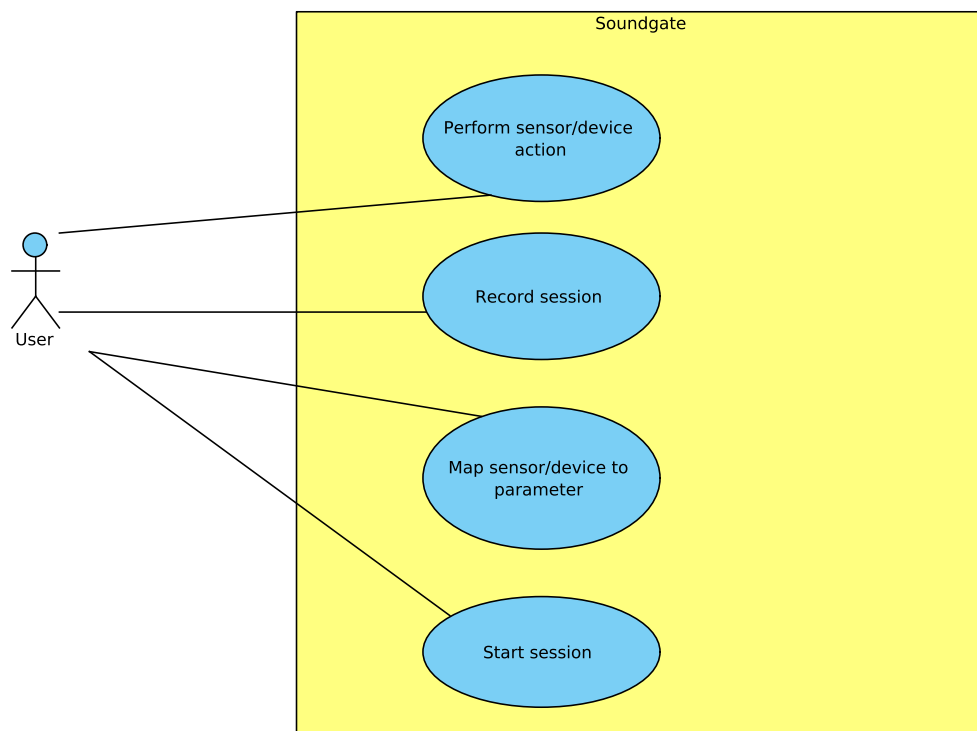 Soundgate
Perform sensor/device
action
Record session
User
Map sensor/device to
parameter
Start session